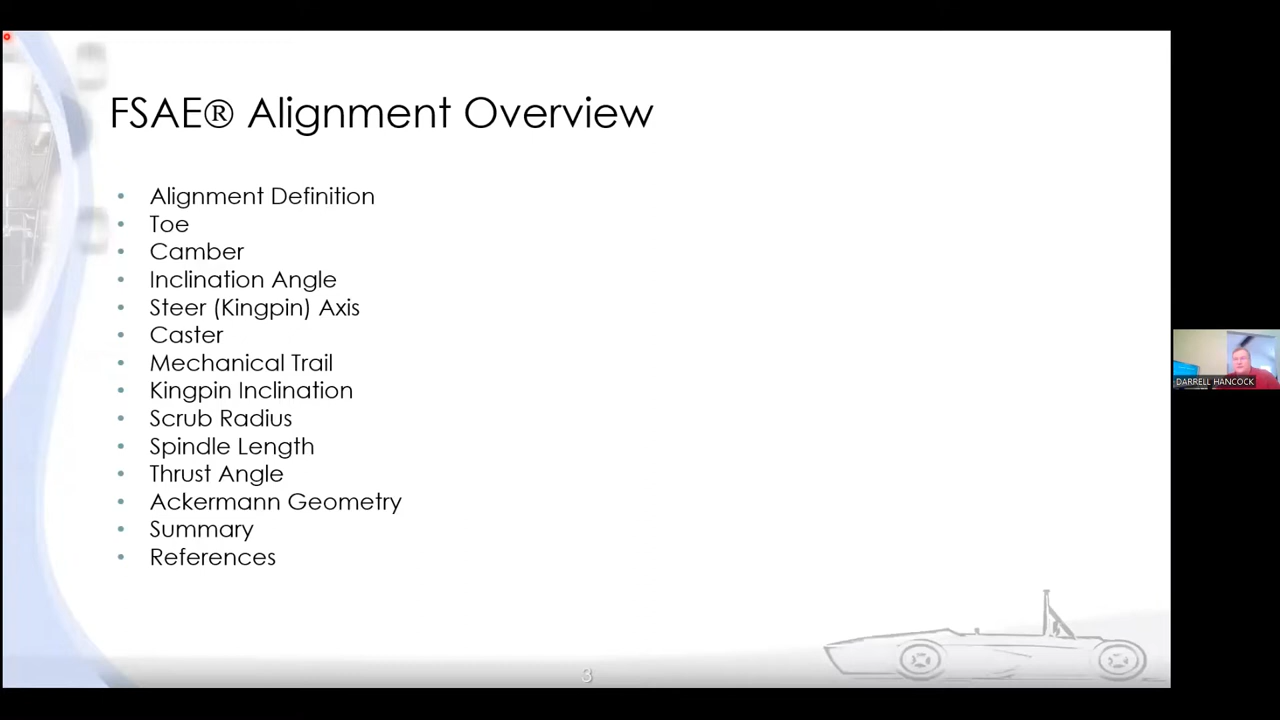 FSAE® Alignment Overview
• Alignment Definition
• Toe
• Camber
• Inclination Angle
• Steer (Kingpin) Axis
• Caster
• Mechanical Trail
• Kingpin Inclination
• Scrub Radius
• Spindle Length
• Thrust Angle
• Ackermann Geometry
• Summary
• References
DARRELL HANCOCK
3